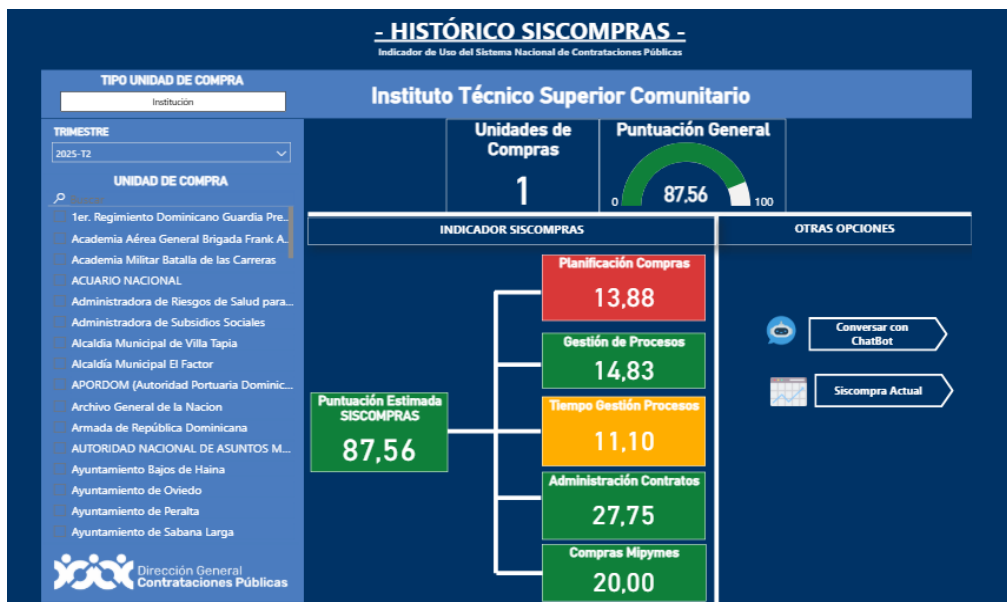 - HISTÓRICO SISCOMPRAS -
Indicador de Uso del Sistema Nacional de Contrataciones Públicas
TIPO UNIDAD DE COMPRA
Institución
Instituto Técnico Superior Comunitario
TRIMESTRE
2025-T2
UNIDAD DE COMPRA
1er. Regimiento Dominicano Guardia Pre...
Academia Aérea General Brigada Frank A...
Academia Militar Batalla de las Carreras
ACUARIO NACIONAL
Administradora de Riesgos de Salud para...
Administradora de Subsidios Sociales
Alcaldia Municipal de Villa Tapia
Alcaldía Municipal El Factor
APORDOM (Autoridad Portuaria Dominic...
Archivo General de la Nacion
Armada de República Dominicana
AUTORIDAD NACIONAL DE ASUNTOS M...
Ayuntamiento Bajos de Haina
Ayuntamiento de Oviedo
Ayuntamiento de Peralta
Ayuntamiento de Sabana Larga
Dirección General
Contrataciones Públicas
Unidades de
Compras
1
Puntuación General
87,56
0
100
INDICADOR SISCOMPRAS
Puntuación Estimada
SISCOMPRAS
87,56
Planificación Compras
13,88
Gestión de Procesos
14,83
Tiempo Gestión Procesos
11,10
Administración Contratos
27,75
Compras Mipymes
20,00
OTRAS OPCIONES
Conversar con
ChatBot
Siscompra Actual